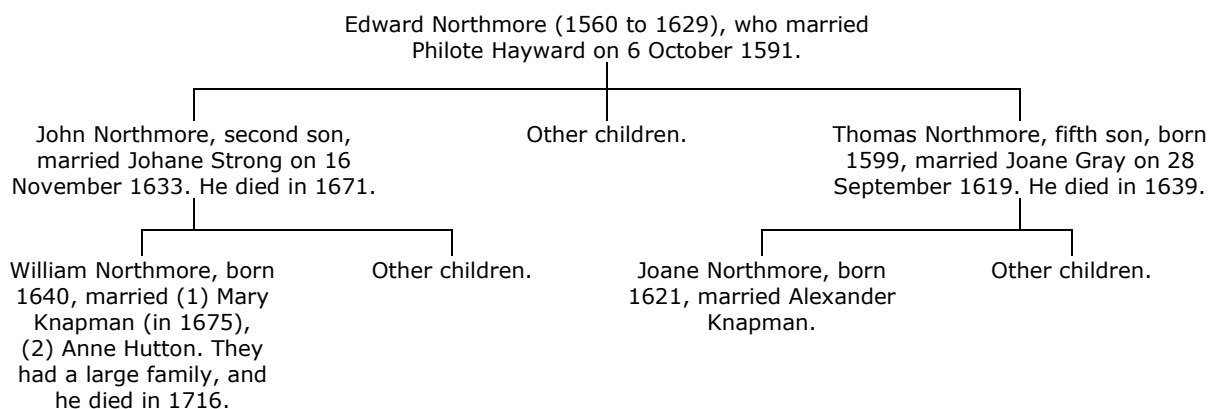 Edward Northmore (1560 to 1629), who married
Philote Hayward on 6 October 1591.
John Northmore, second son,
married Johane Strong on 16
November 1633. He died in 1671.
Other children.
Thomas Northmore, fifth son, born
1599, married Joane Gray on 28
September 1619. He died in 1639.
William Northmore, born
1640, married (1) Mary
Knapman (in 1675),
(2) Anne Hutton. They
had a large family, and
he died in 1716.
Other children.
Joane Northmore, born
1621, married Alexander
Knapman.
Other children.